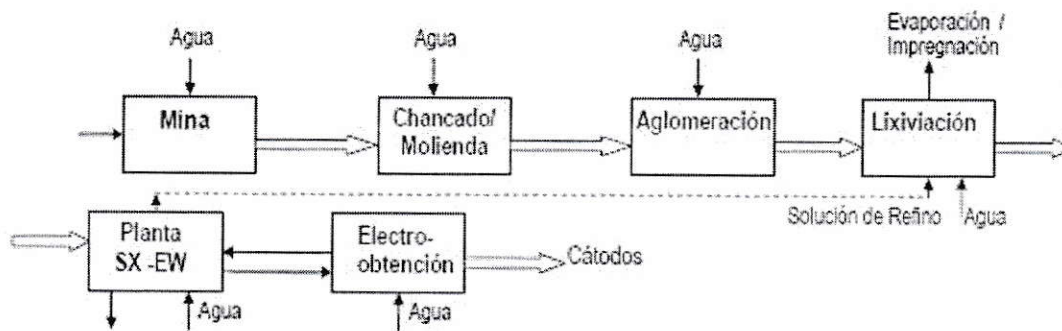 Evaporación /
Impregnación
Agua
Agua
Agua
Mina
Chancado/
Molienda
Aglomeración
Lixiviación
Solución de Refino
Agua
Planta
SX -EW
Electro-
obtención
Cátodos
Agua
Agua